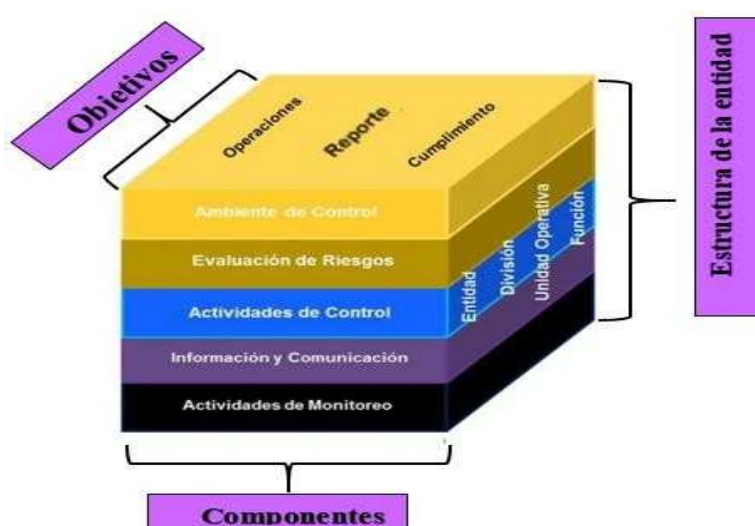 Objetivos
Operaciones
Reporte
Cumplimiento
Estructura de la entidad
Ambiente de Control
Evaluación de Riesgos
Actividades de Control
Información y Comunicación
Actividades de Monitoreo
Entidad
División
Unidad Operativa
Función
Componentes